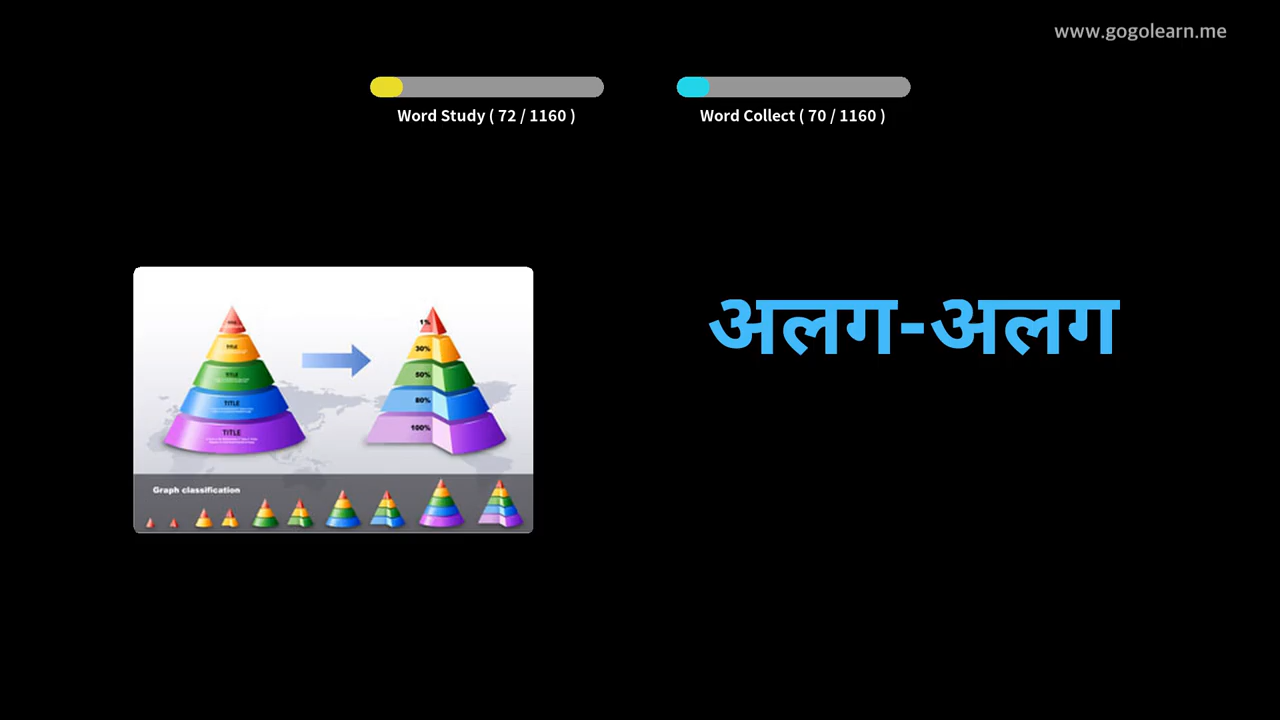 www.gogolearn.me
Word Study ( 72 / 1160 )
Word Collect ( 70 / 1160 )
अलग-अलग
TITLE
TITLE
TITLE
TITLE
1%
30%
50%
80%
100%
Graph classification